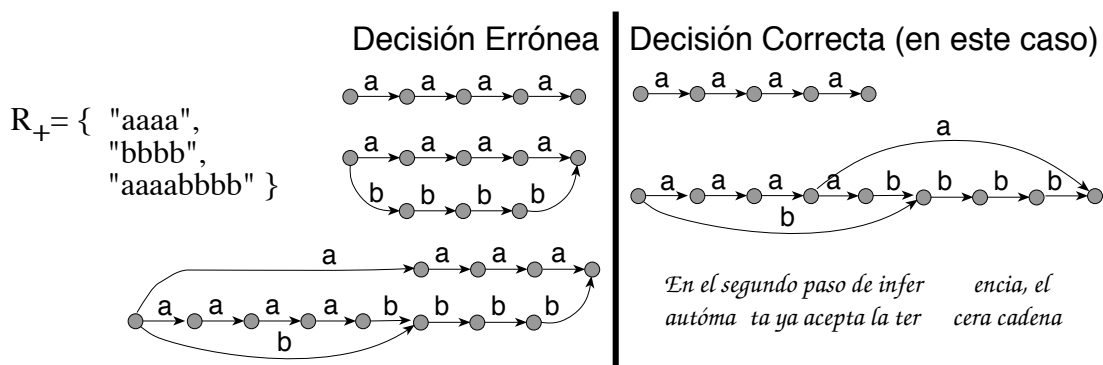 Decisión Errónea
Decisión Correcta (en este caso)
a a a a
a a a a
R+= { "aaaa",
"bbbb",
"aaaabbbb" }
a a a a
b b b b
a
a a a a b b b b
b
a a a a
a a a a b b b b
b
En el segundo paso de infer encia, el
autóma ta ya acepta la ter cera cadena